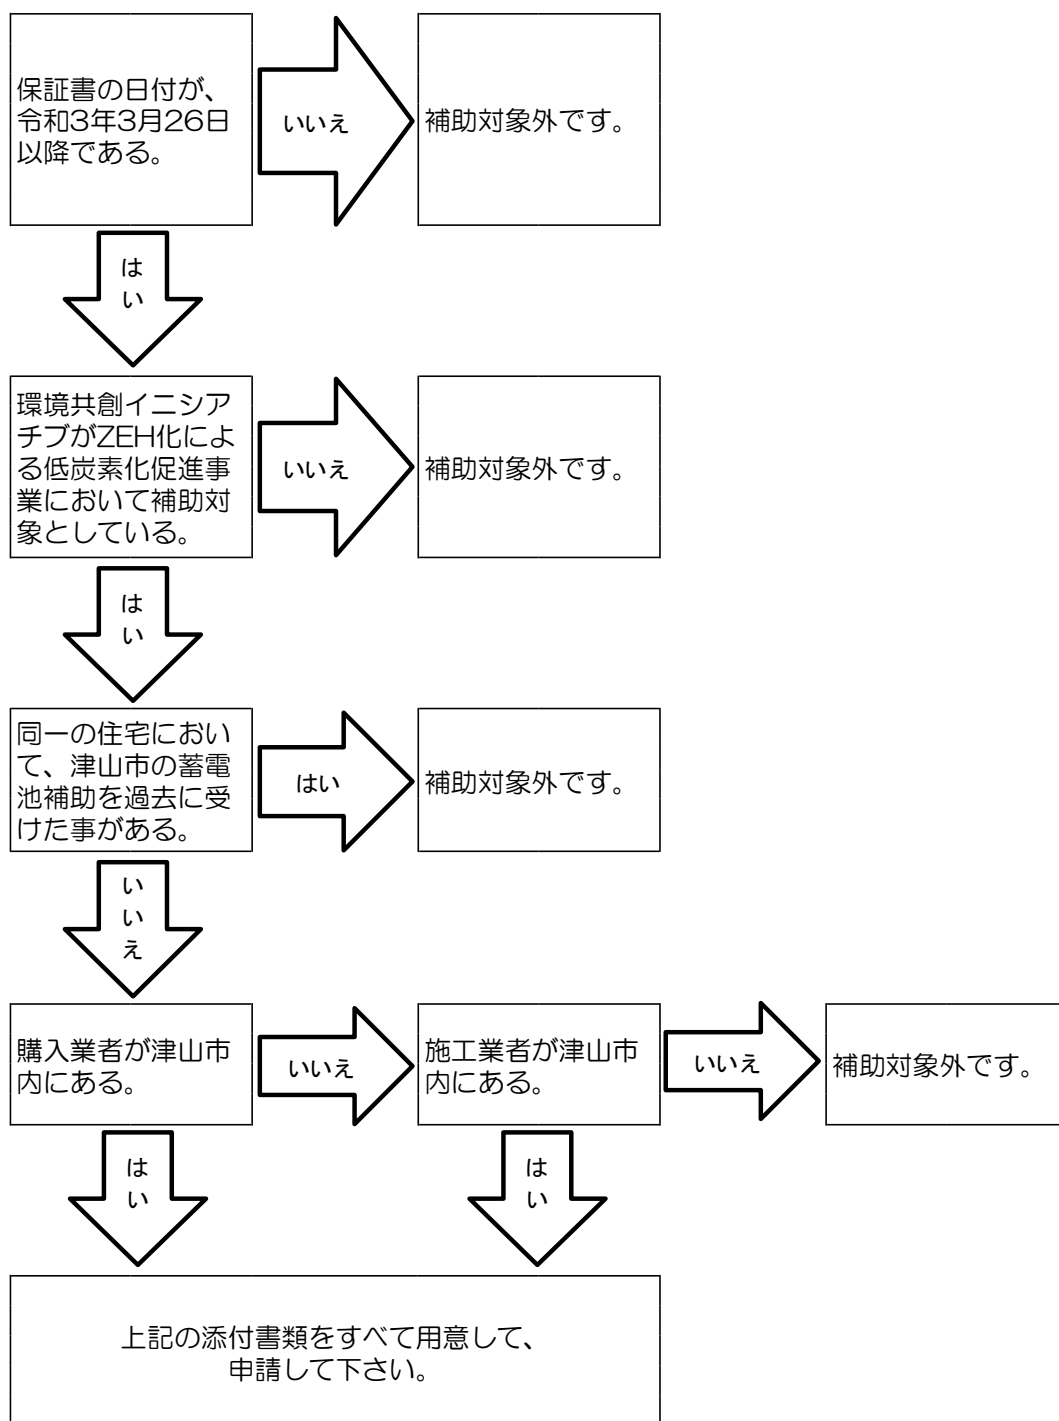 保証書の日付が、
令和3年3月26日
以降である。
いいえ
補助対象外です。
は
い
環境共創イニシア
チブがZEH化によ
る低炭素化促進事
業において補助対
象としている。
いいえ
補助対象外です。
は
い
同一の住宅におい
て、津山市の蓄電
池補助を過去に受
けた事がある。
はい
補助対象外です。
い
い
え
購入業者が津山市
内にある。
いいえ
施工業者が津山市
内にある。
いいえ
補助対象外です。
は
い
は
い
上記の添付書類をすべて用意して、
申請して下さい。